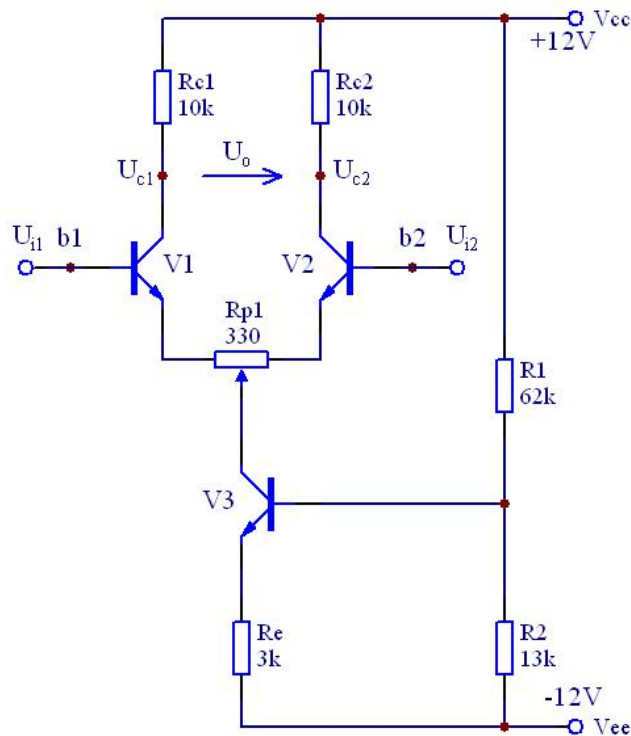 Vcc
+12V
Rc1
10k
Rc2
10k
Uo
Uc1
Uc2
Ui1
b1
b2
Ui2
V1
V2
Rp1
330
R1
62k
V3
Re
3k
R2
13k
-12V
Vee